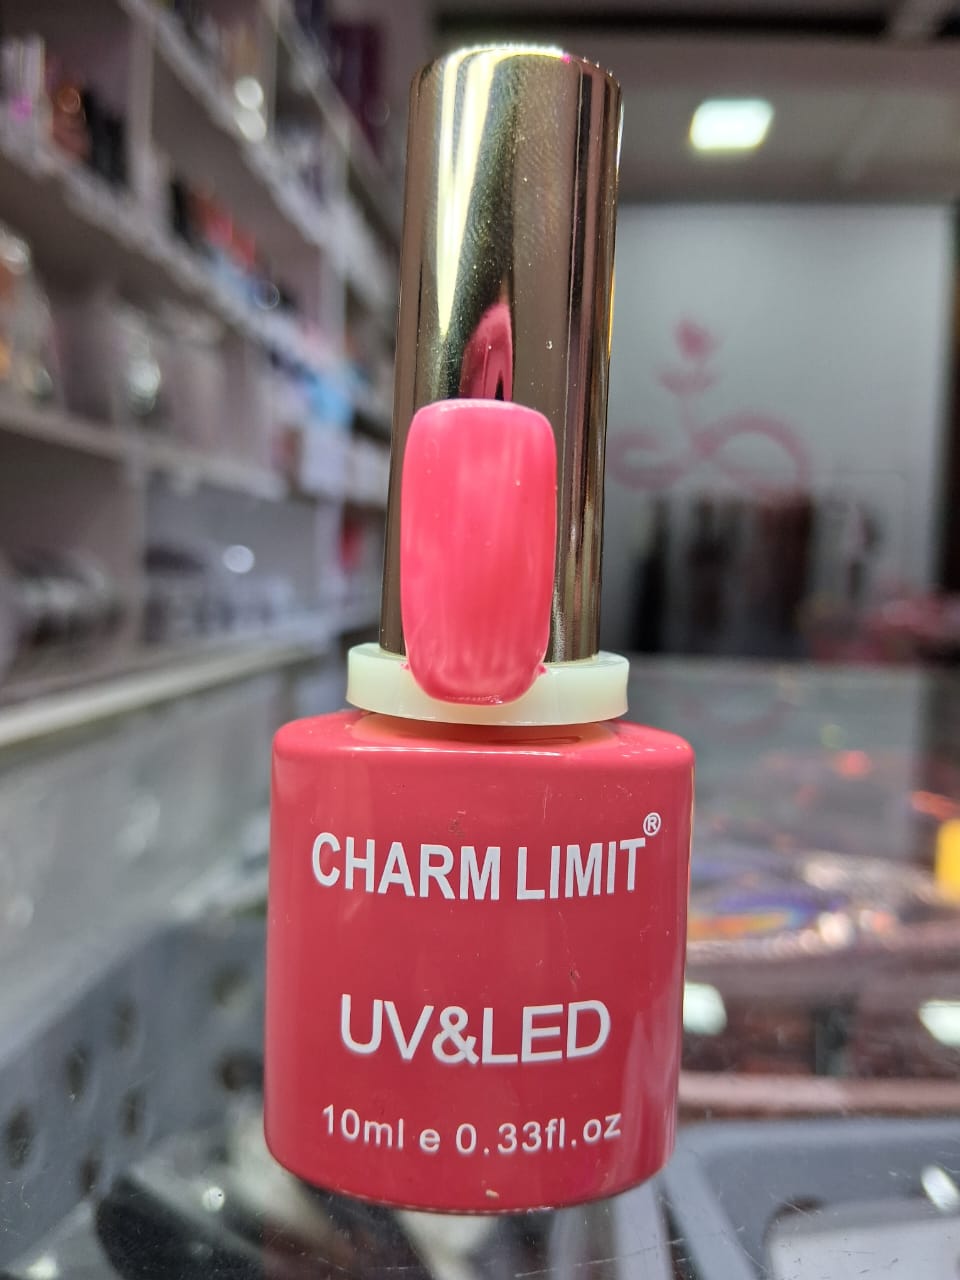 CHARM LIMIT®
UV&LED
10ml e 0.33fl.oz